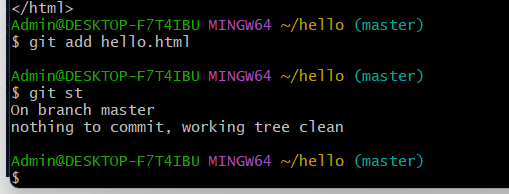 </html>
Admin@DESKTOP-F7T4IBU MINGW64 ~/hello (master)
$ git add hello.html
Admin@DESKTOP-F7T4IBU MINGW64 ~/hello (master)
$ git st
On branch master
nothing to commit, working tree clean
Admin@DESKTOP-F7T4IBU MINGW64 ~/hello (master)
$